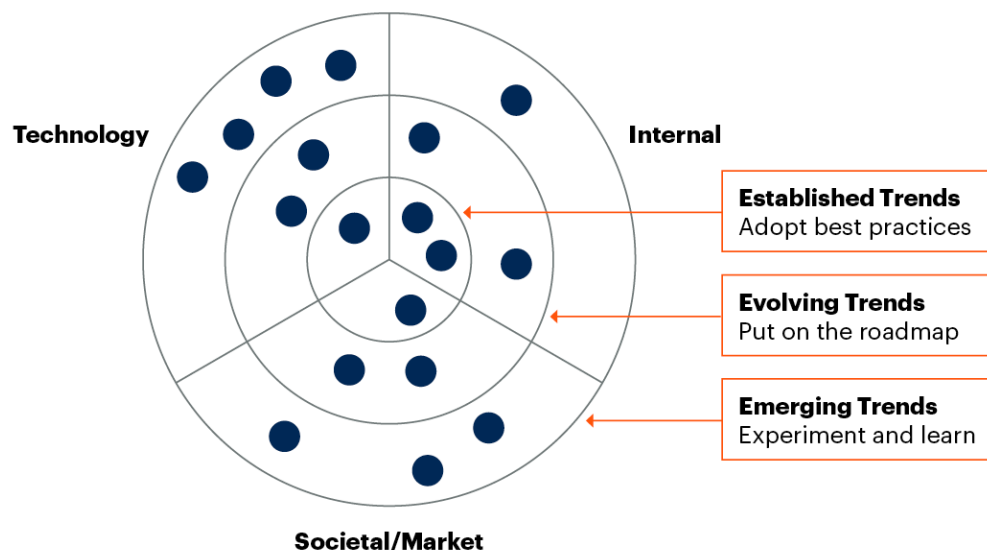 Technology
Internal
Established Trends
Adopt best practices
Evolving Trends
Put on the roadmap
Emerging Trends
Experiment and learn
Societal/Market